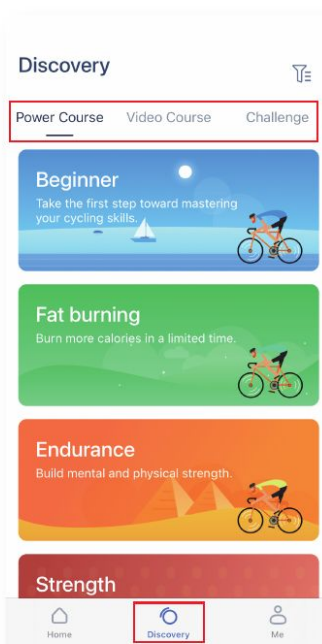 Discovery
Power Course Video Course Challenge
Beginner
Take the first step toward mastering
your cycling skills.
Fat burning
Burn more calories in a limited time.
Endurance
Build mental and physical strength.
Strength
Home Discovery Me